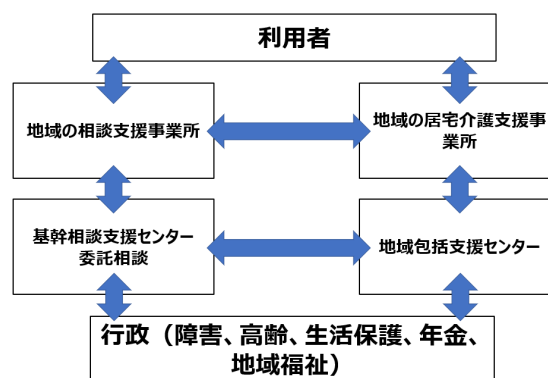 利用者
地域の相談支援事業所
地域の居宅介護支援事
業所
基幹相談支援センター
委託相談
地域包括支援センター
行政（障害、高齢、生活保護、年金、
地域福祉）